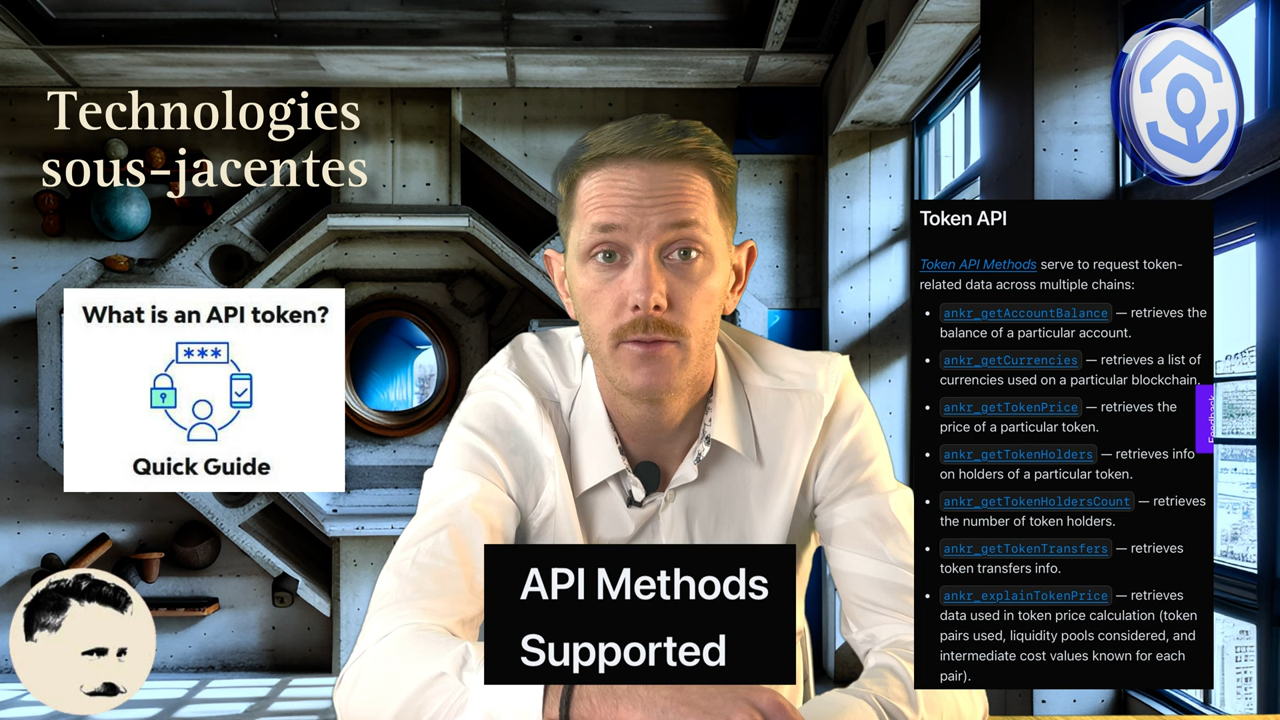 Technologies
sous-jacentes
What is an API token?
***
Quick Guide
API Methods
Supported
Token API
Token API Methods serve to request token-
related data across multiple chains:
• ankr_getAccountBalance — retrieves the
balance of a particular account.
• ankr_getCurrencies — retrieves a list of
currencies used on a particular blockchain.
• ankr_getTokenPrice — retrieves the
price of a particular token.
• ankr_getTokenHolders — retrieves info
on holders of a particular token.
• ankr_getTokenHoldersCount — retrieves
the number of token holders.
• ankr_getTokenTransfers — retrieves
token transfers info.
• ankr_explainTokenPrice — retrieves
data used in token price calculation (token
pairs used, liquidity pools considered, and
intermediate cost values known for each
pair).
Feedback